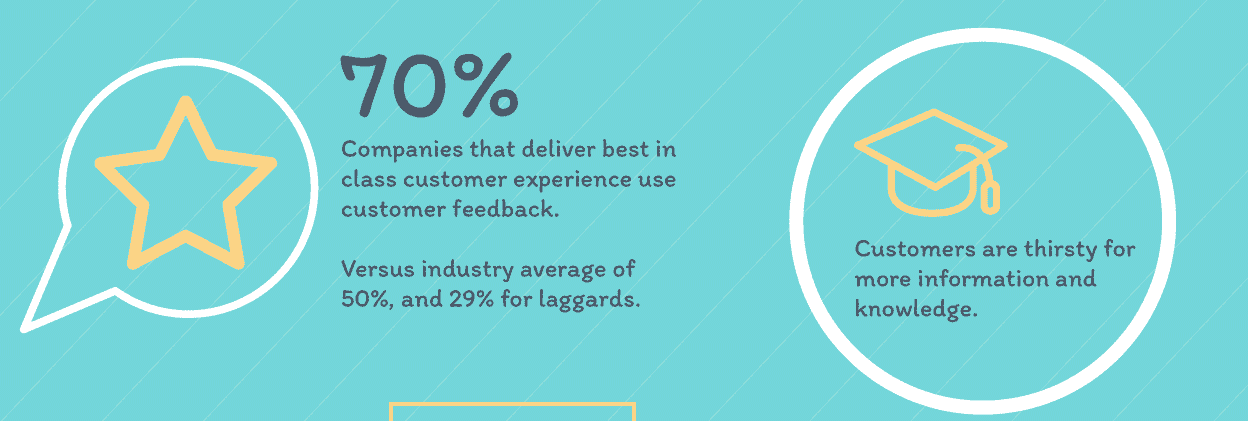 70%
Companies that deliver best in
class customer experience use
customer feedback.
Versus industry average of
50%, and 29% for laggards.
Customers are thirsty for
more information and
knowledge.